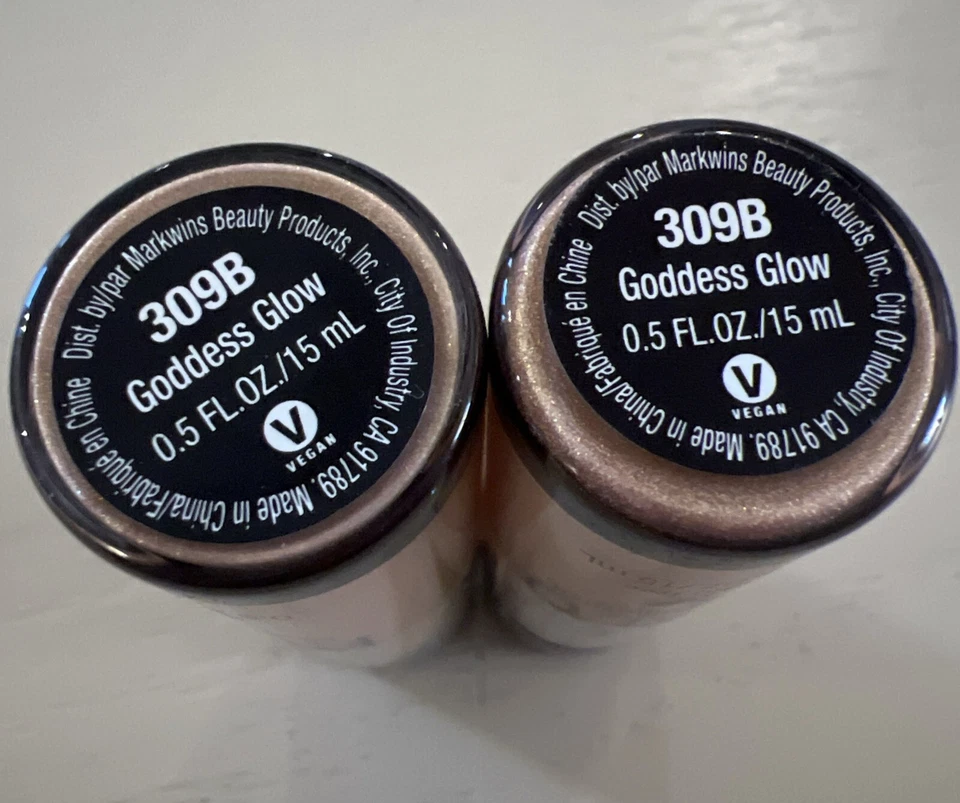 Dist. by/par Markwins Beauty Products, Inc., City Of Industry, CA 91789. Made in China/Fabriqué en Chine
309B
Goddess Glow
0.5 FL.OZ./15 mL
V
VEGAN
Dist. by/par Markwins Beauty Products, Inc., City Of Industry, CA 91789. Made in China/Fabriqué en Chine
309B
Goddess Glow
0.5 FL.OZ./15 mL
V
VEGAN